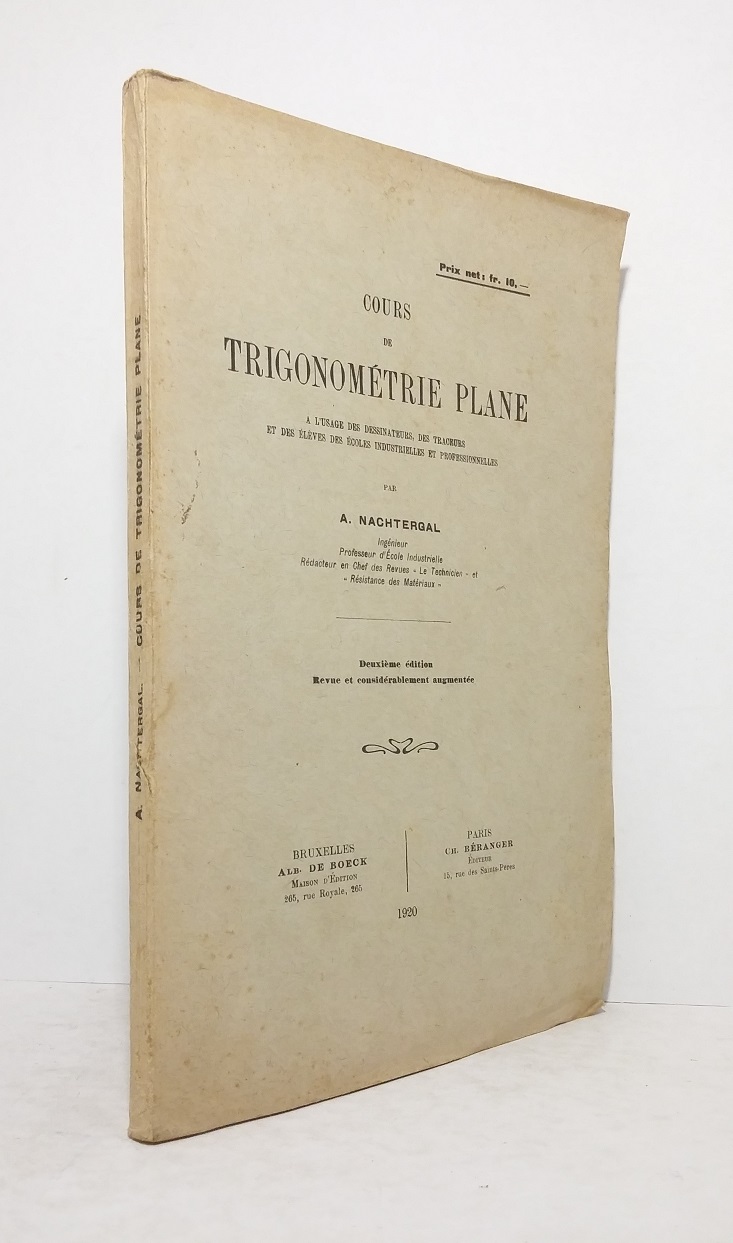 Prix net : fr. 10,—
COURS
DE
TRIGONOMÉTRIE PLANE
A L'USAGE DES DESSINATEURS, DES TRACEURS
ET DES ÉLÈVES DES ÉCOLES INDUSTRIELLES ET PROFESSIONNELLES
PAR
A. NACHTERGAL
Ingénieur
Professeur d'École Industrielle
Rédacteur en Chef des Revues « Le Technicien » et
« Résistance des Matériaux »
Deuxième édition
Revue et considérablement augmentée
BRUXELLES
ALB. DE BOECK
MAISON D'ÉDITION
265, rue Royale, 265
PARIS
CH. BÉRANGER
ÉDITEUR
15, rue des Saints-Pères
1920
A. NACHTERGAL. — COURS DE TRIGONOMÉTRIE PLANE